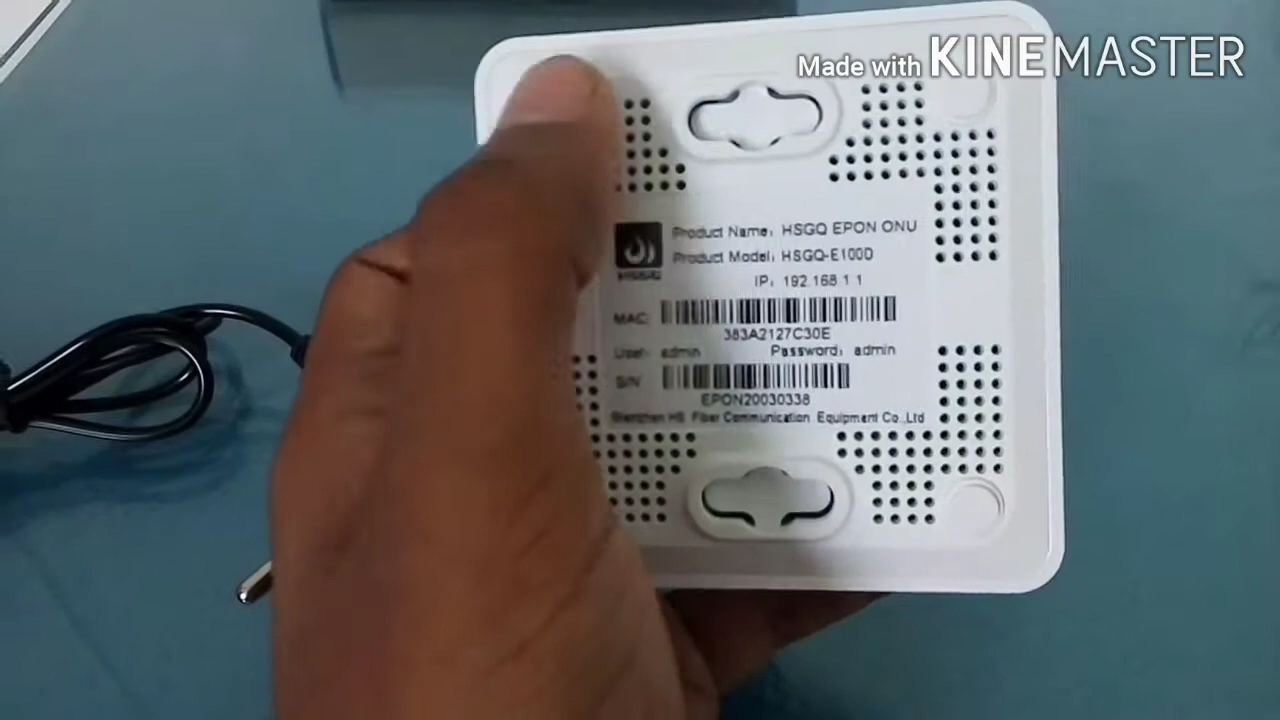 Made with KINEMASTER
Product Name: HSGQ EPON ONU
Product Model: HSGQ-E100D
HSGQ
IP: 192.168.1.1
MAC:
383A2127C30E
User: admin Password: admin
S/N
EPON20030338
Shenzhen HS Fiber Communication Equipment Co.,Ltd